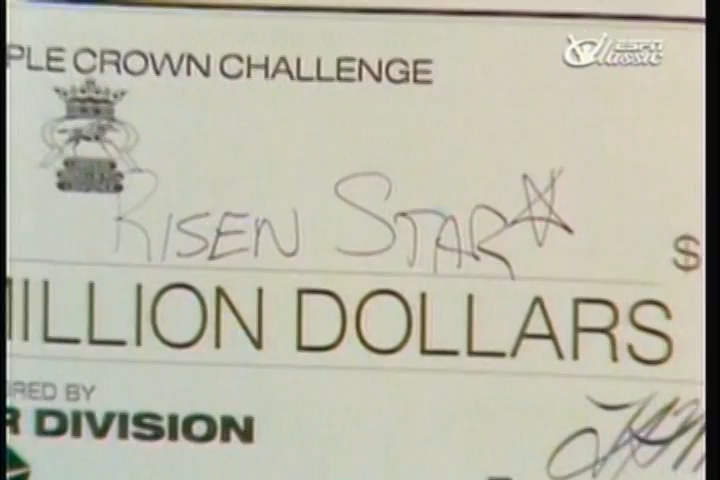 ESPN
Classic
PLE CROWN CHALLENGE
RISEN STAR
$
ILLION DOLLARS
RED BY
R DIVISION